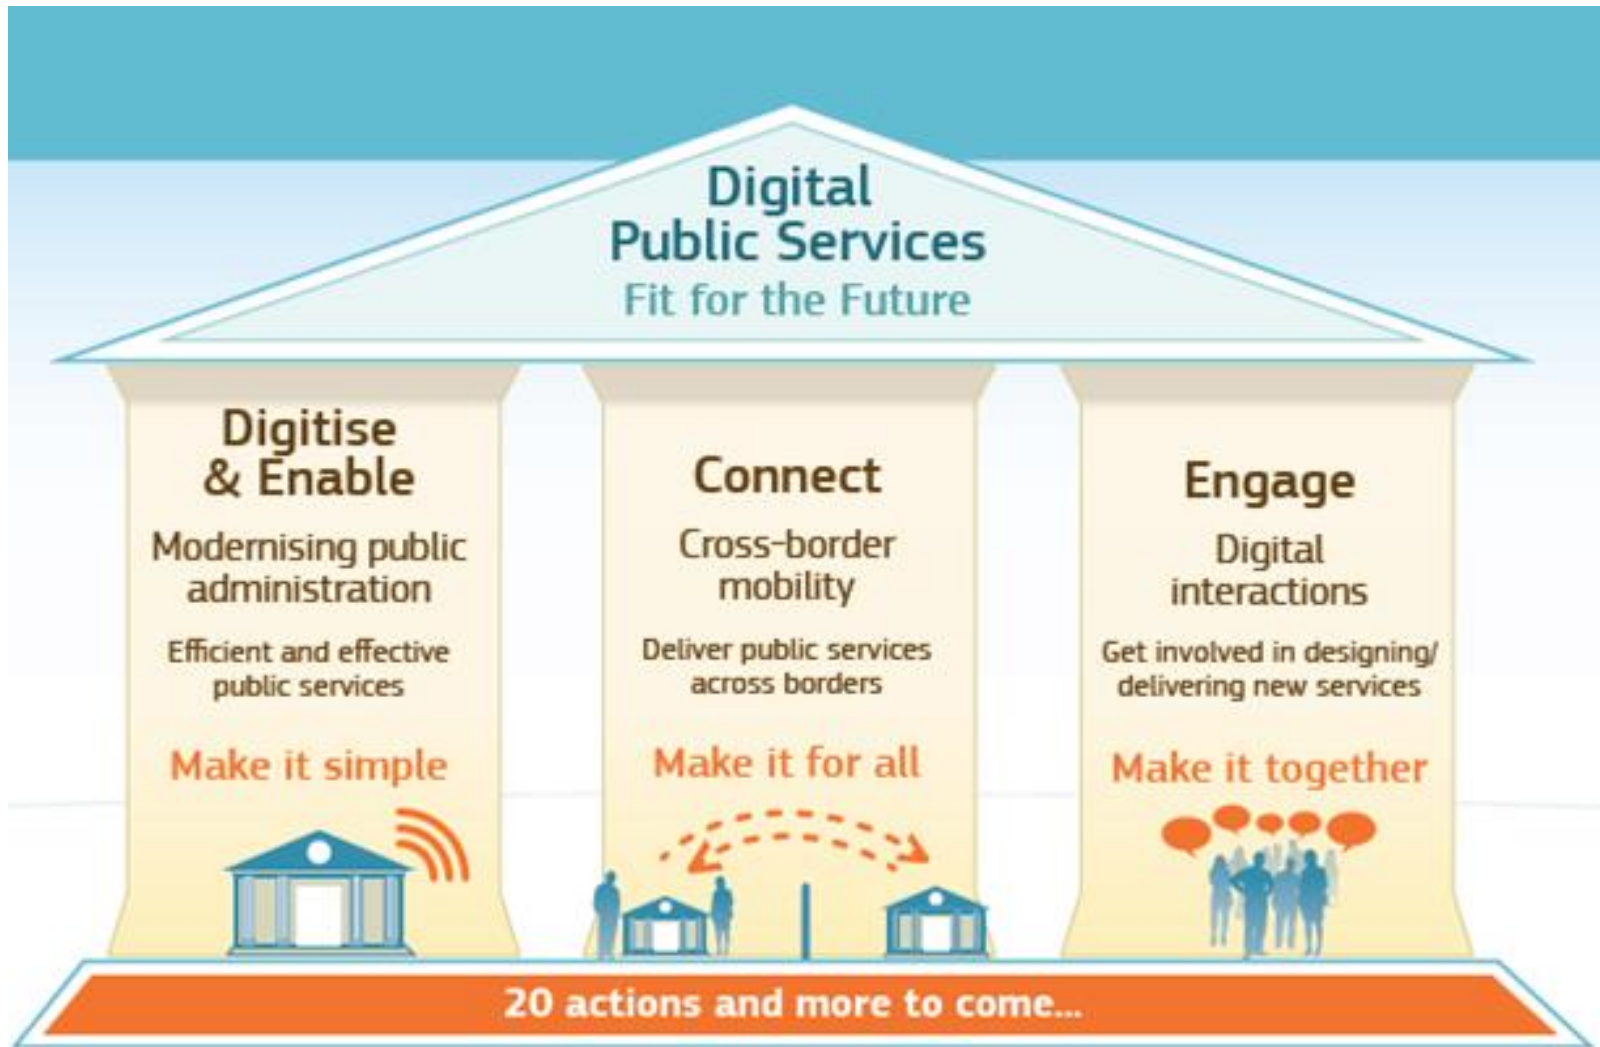 Digital
Public Services
Fit for the Future
Digitise
& Enable
Modernising public
administration
Efficient and effective
public services
Make it simple
Connect
Cross-border
mobility
Deliver public services
across borders
Make it for all
Engage
Digital
interactions
Get involved in designing/
delivering new services
Make it together
20 actions and more to come...